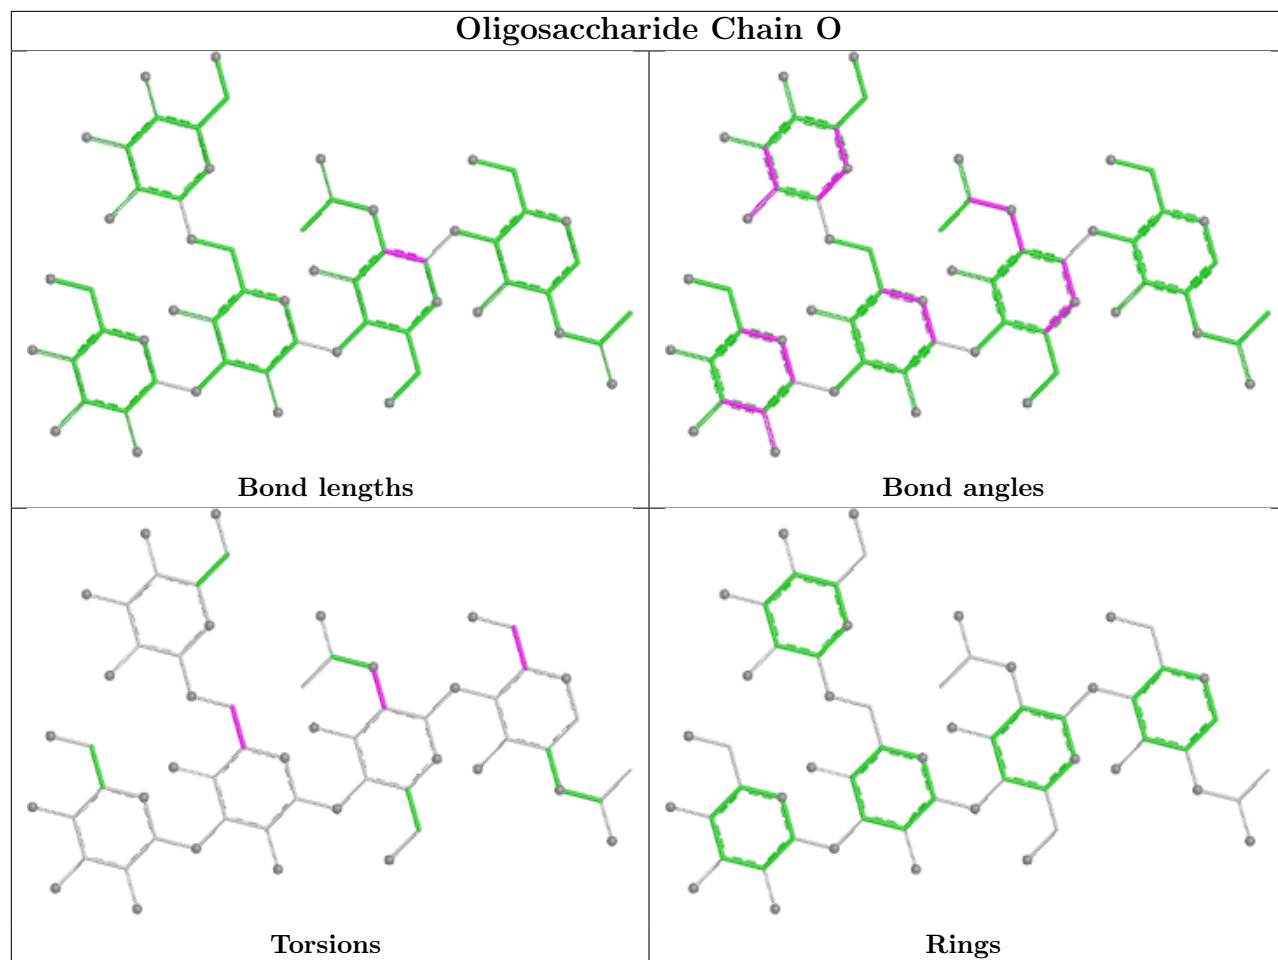 Oligosaccharide Chain O
Bond lengths
Bond angles
Torsions
Rings